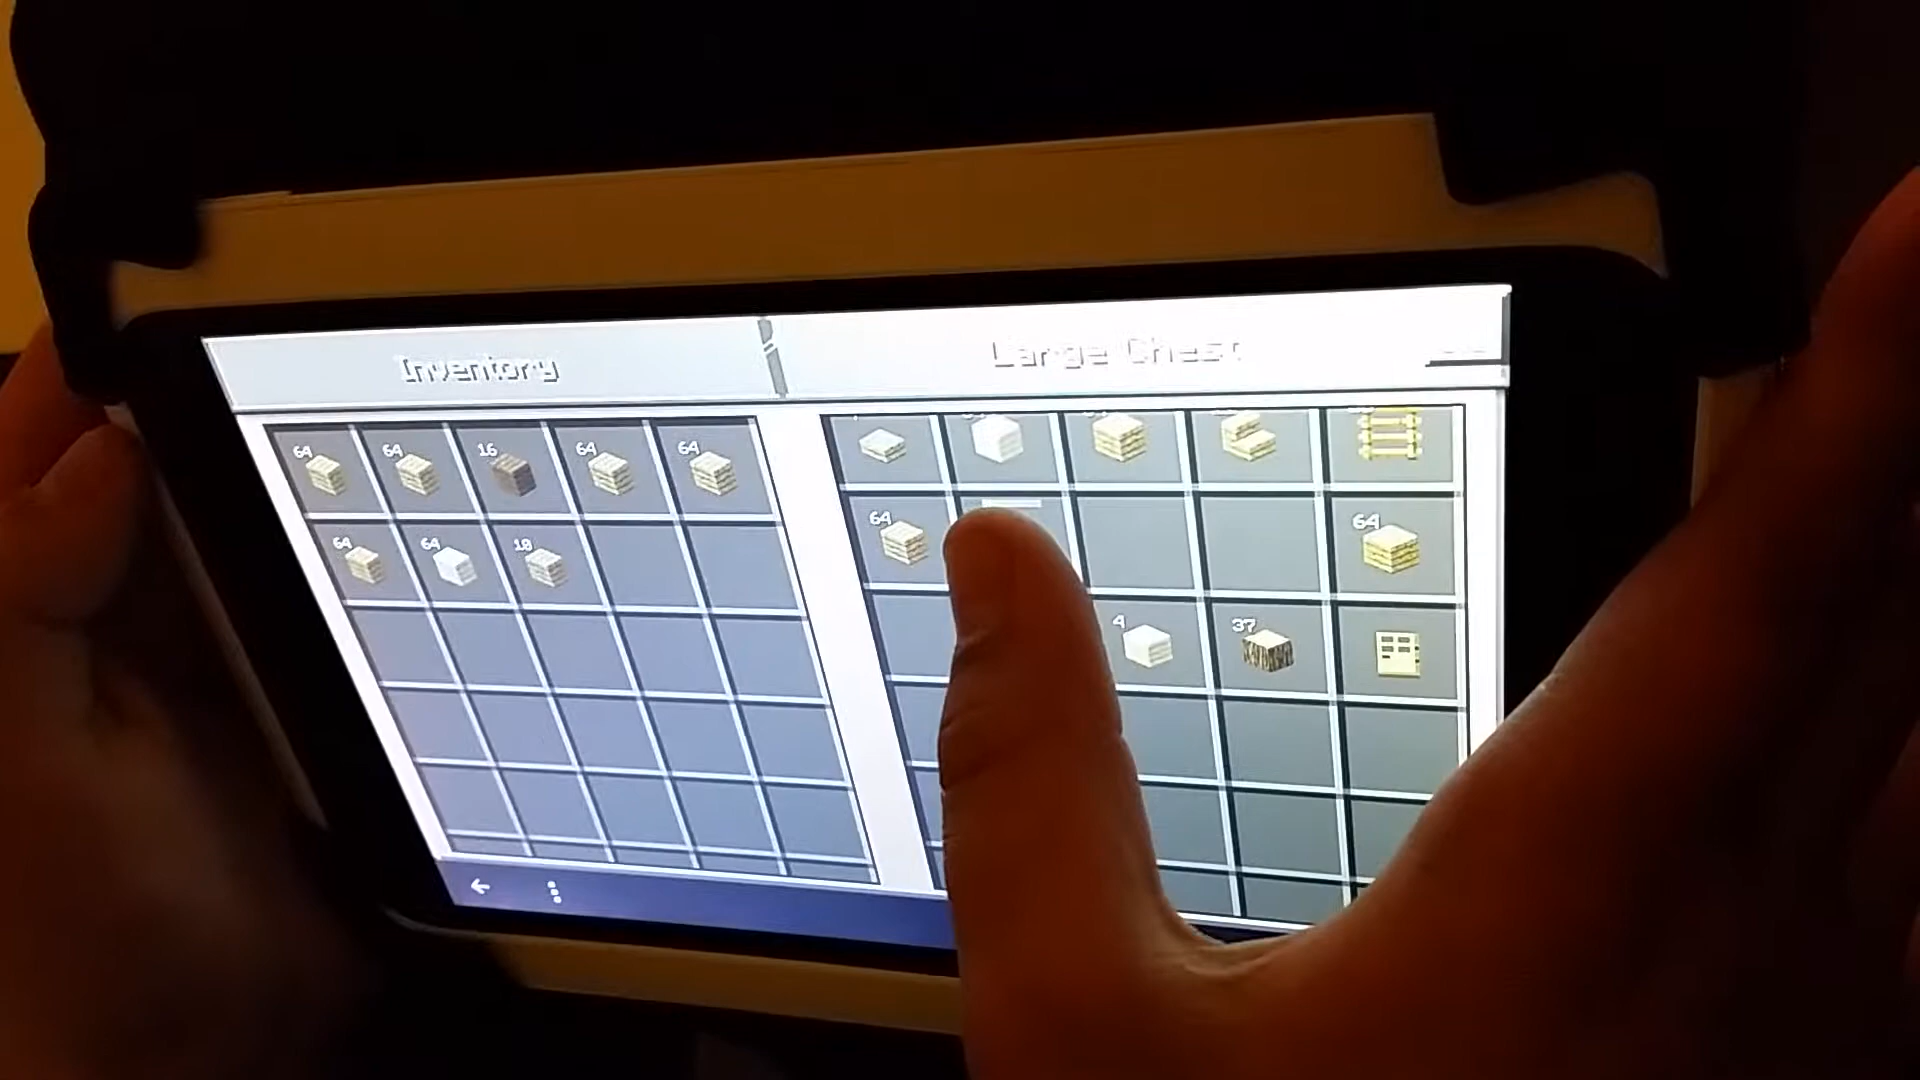 Inventory
Large Chest
64 64 16 64 64
64 64 18
64 64
4 37